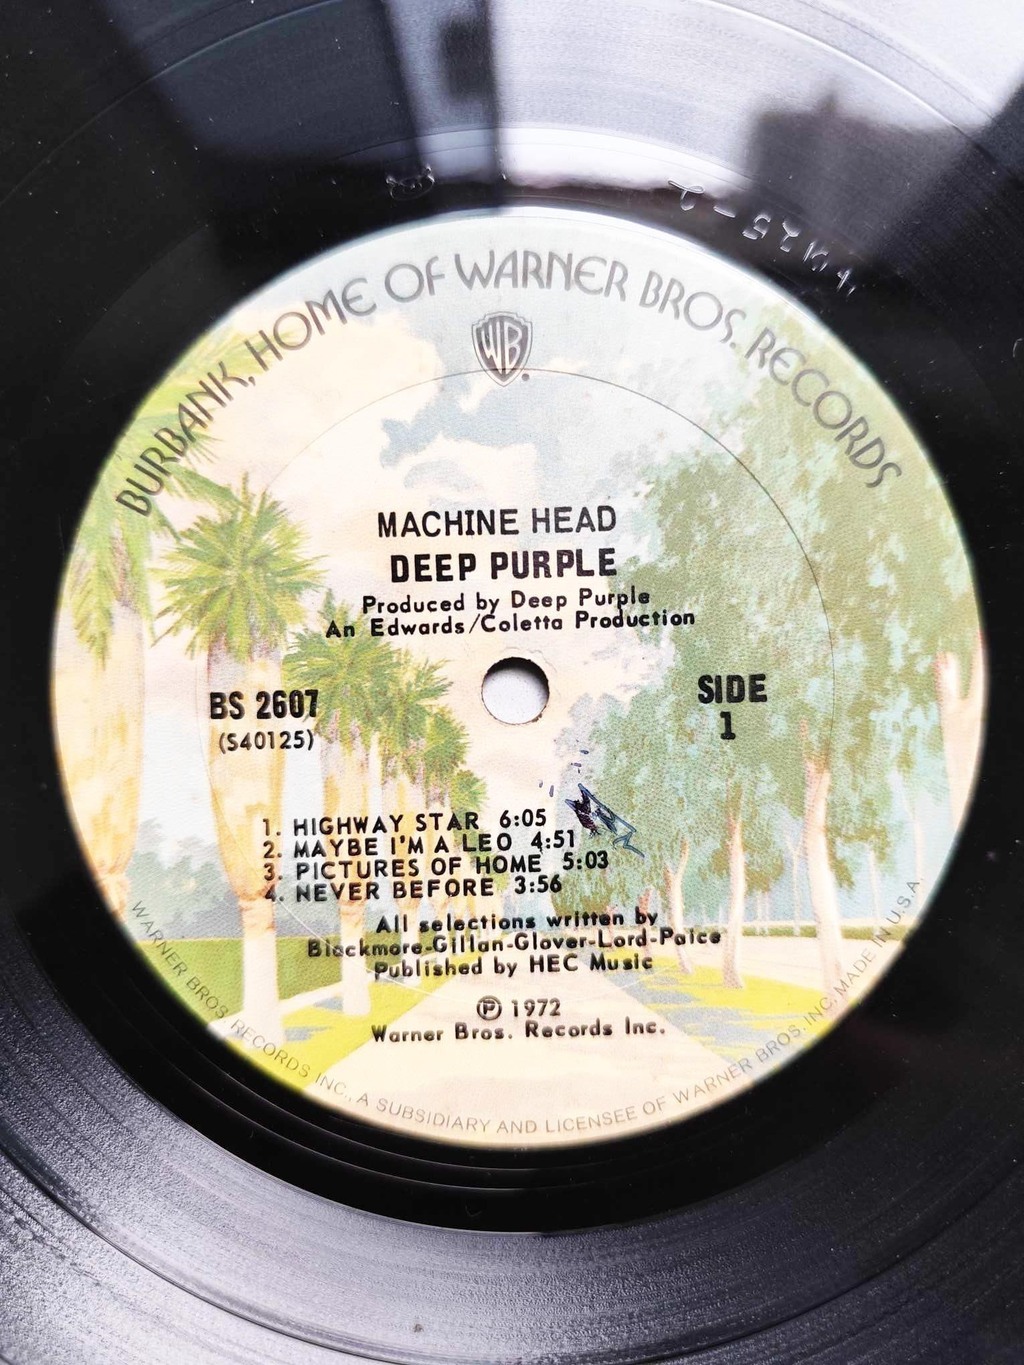 BURBANK, HOME OF WARNER BROS. RECORDS
WB
MACHINE HEAD
DEEP PURPLE
Produced by Deep Purple
An Edwards/Coletta Production
BS 2607
(S40125)
SIDE
1
1. HIGHWAY STAR 6:05
2. MAYBE I'M A LEO 4:51
3. PICTURES OF HOME 5:03
4. NEVER BEFORE 3:56
All selections written by
Blackmore-Gillan-Glover-Lord-Paice
Published by HEC Music
℗ 1972
Warner Bros. Records Inc.
WARNER BROS. RECORDS INC., A SUBSIDIARY AND LICENSEE OF WARNER BROS. INC. MADE IN U.S.A.